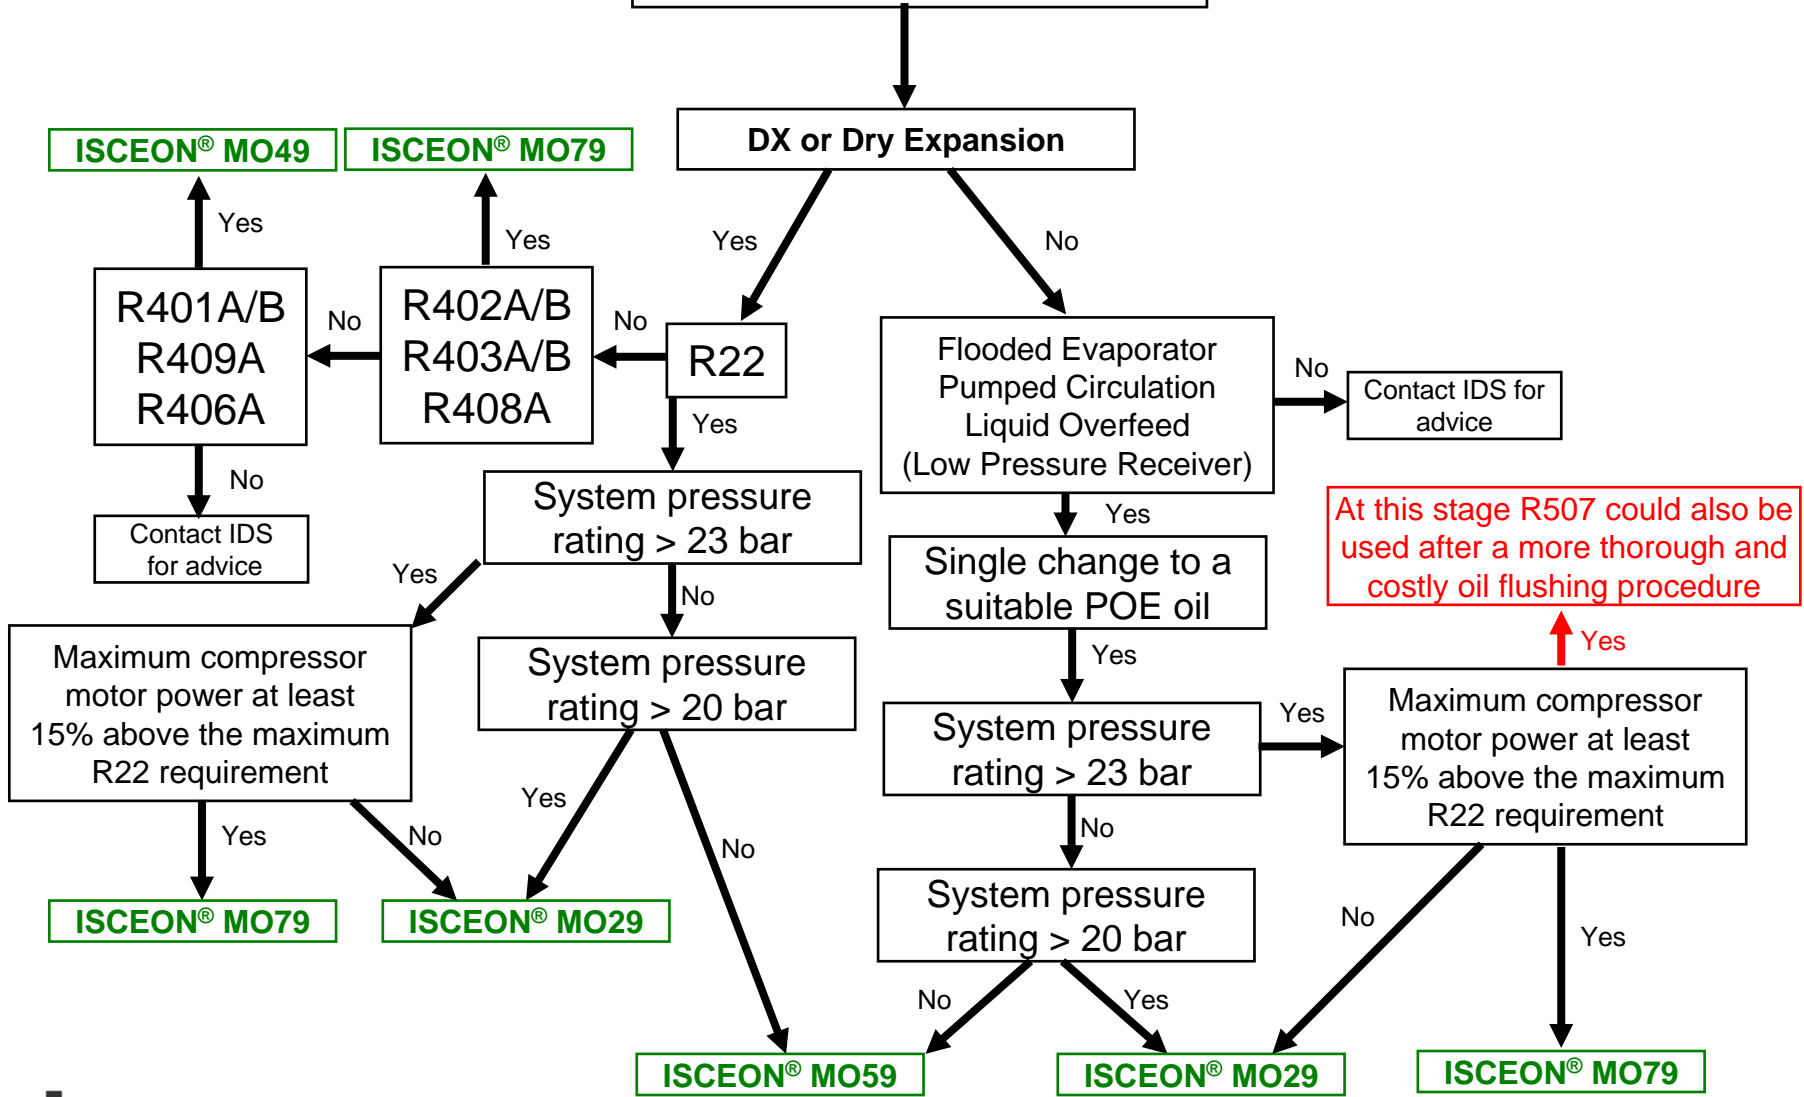 DX or Dry Expansion
ISCEON® MO49
ISCEON® MO79
Yes
Yes
Yes
No
R401A/B
R409A
R406A
No
R402A/B
R403A/B
R408A
No
R22
Flooded Evaporator
Pumped Circulation
Liquid Overfeed
(Low Pressure Receiver)
No
Contact IDS for
advice
Yes
No
Contact IDS
for advice
System pressure
rating > 23 bar
Yes
At this stage R507 could also be
used after a more thorough and
costly oil flushing procedure
Single change to a
suitable POE oil
Yes
No
Yes
Yes
Maximum compressor
motor power at least
15% above the maximum
R22 requirement
System pressure
rating > 20 bar
System pressure
rating > 23 bar
Yes
Maximum compressor
motor power at least
15% above the maximum
R22 requirement
Yes
No
Yes
No
No
System pressure
rating > 20 bar
No
Yes
ISCEON® MO79
ISCEON® MO29
No
Yes
ISCEON® MO59
ISCEON® MO29
ISCEON® MO79